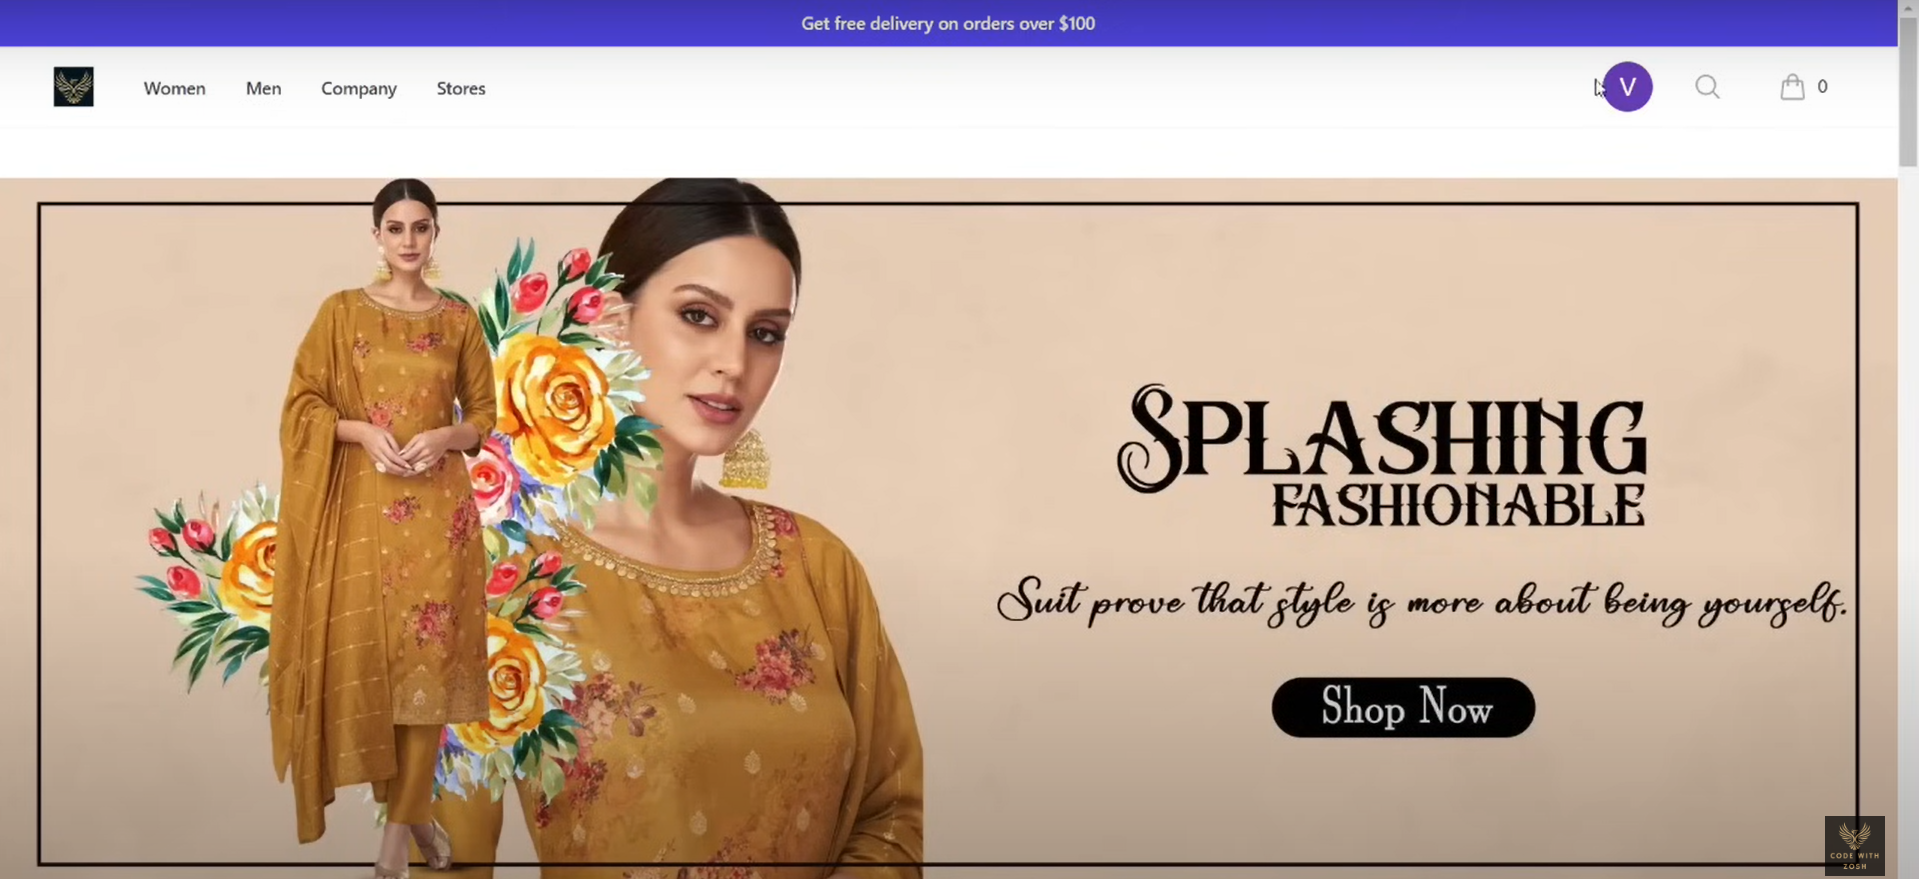 Get free delivery on orders over $100
Women Men Company Stores
V
0
SPLASHING
FASHIONABLE
Suit prove that style is more about being yourself.
Shop Now
CODE WITH
ZOSH